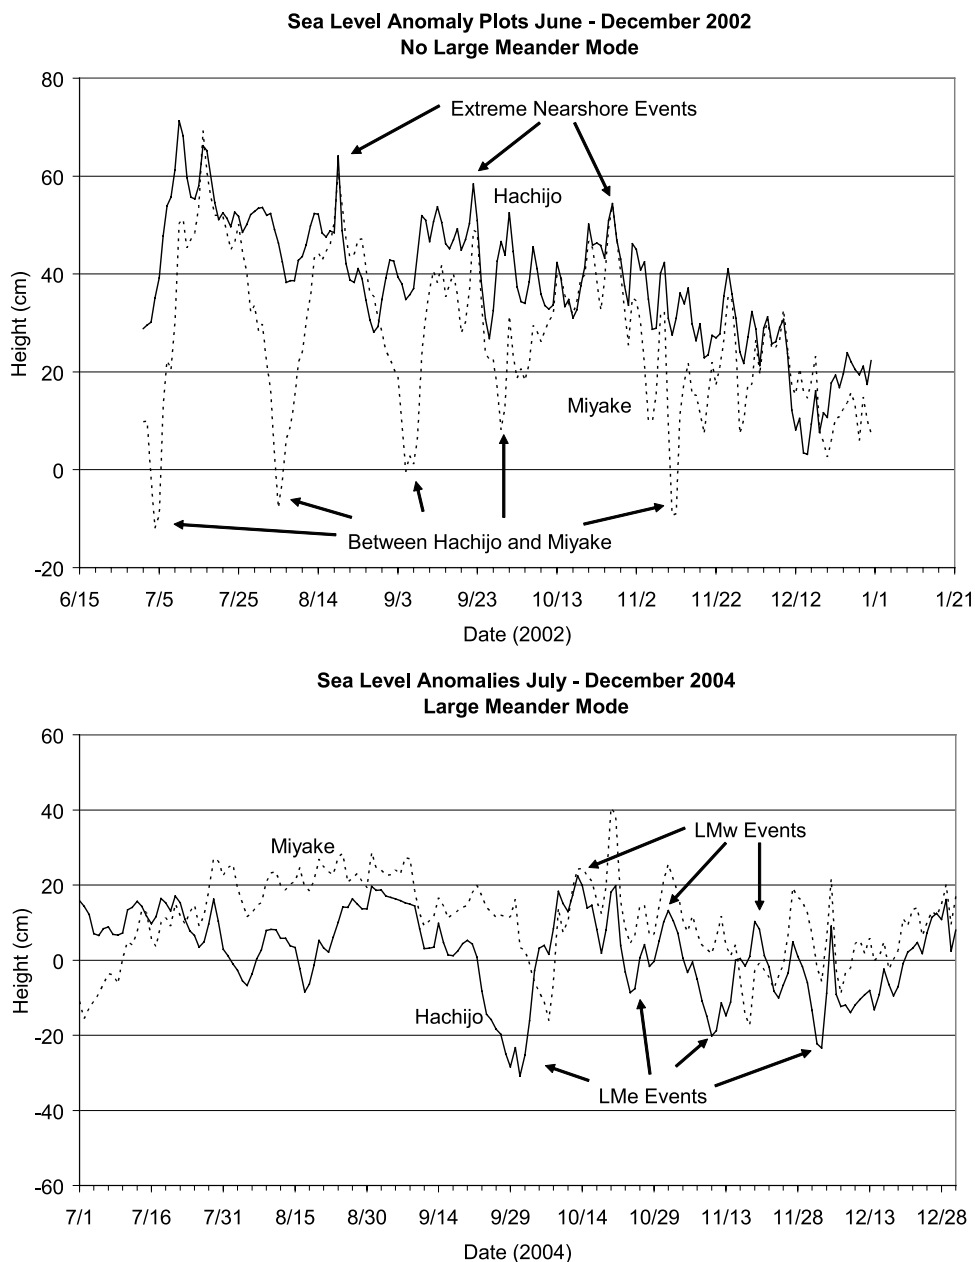 Sea Level Anomaly Plots June - December 2002
No Large Meander Mode
80
60
40
20
0
-20
Height (cm)
Extreme Nearshore Events
Hachijo
Miyake
Between Hachijo and Miyake
6/15 7/5 7/25 8/14 9/3 9/23 10/13 11/2 11/22 12/12 1/1 1/21
Date (2002)
Sea Level Anomalies July - December 2004
Large Meander Mode
60
40
20
0
-20
-40
-60
Height (cm)
LMw Events
Miyake
Hachijo
LMe Events
7/1 7/16 7/31 8/15 8/30 9/14 9/29 10/14 10/29 11/13 11/28 12/13 12/28
Date (2004)